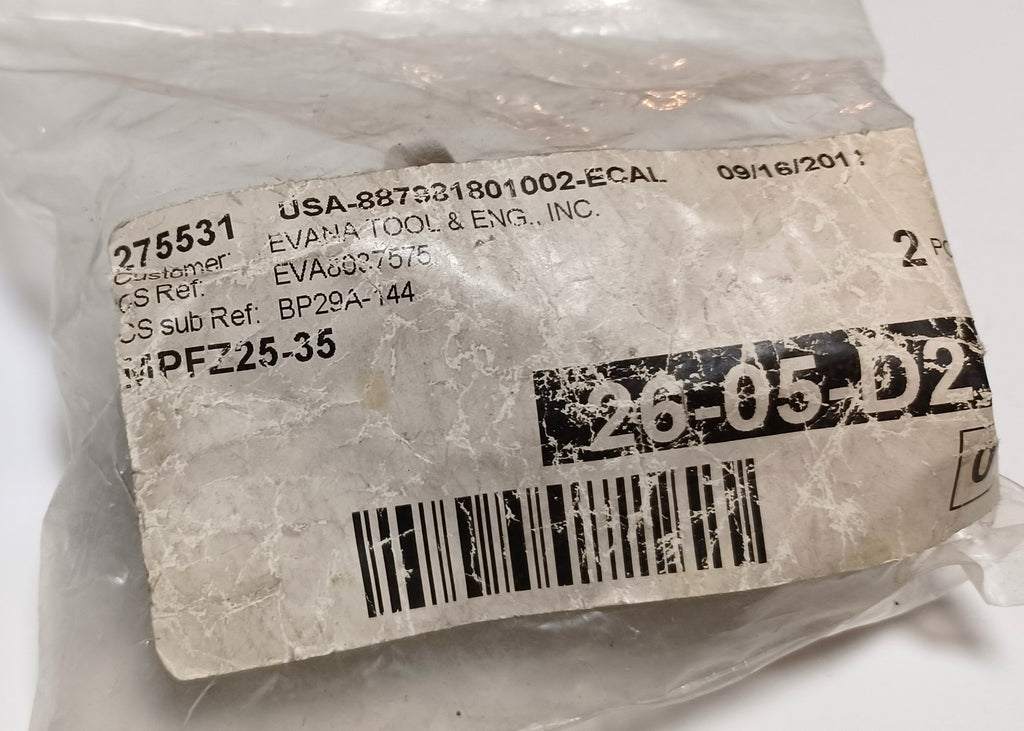 USA-887981801002-ECAL 09/16/2011
275531
Customer: EVANA TOOL & ENG., INC.
CS Ref: EVA8937575
CS sub Ref: BP29A-144
2
MPFZ25-35
26-05-D2